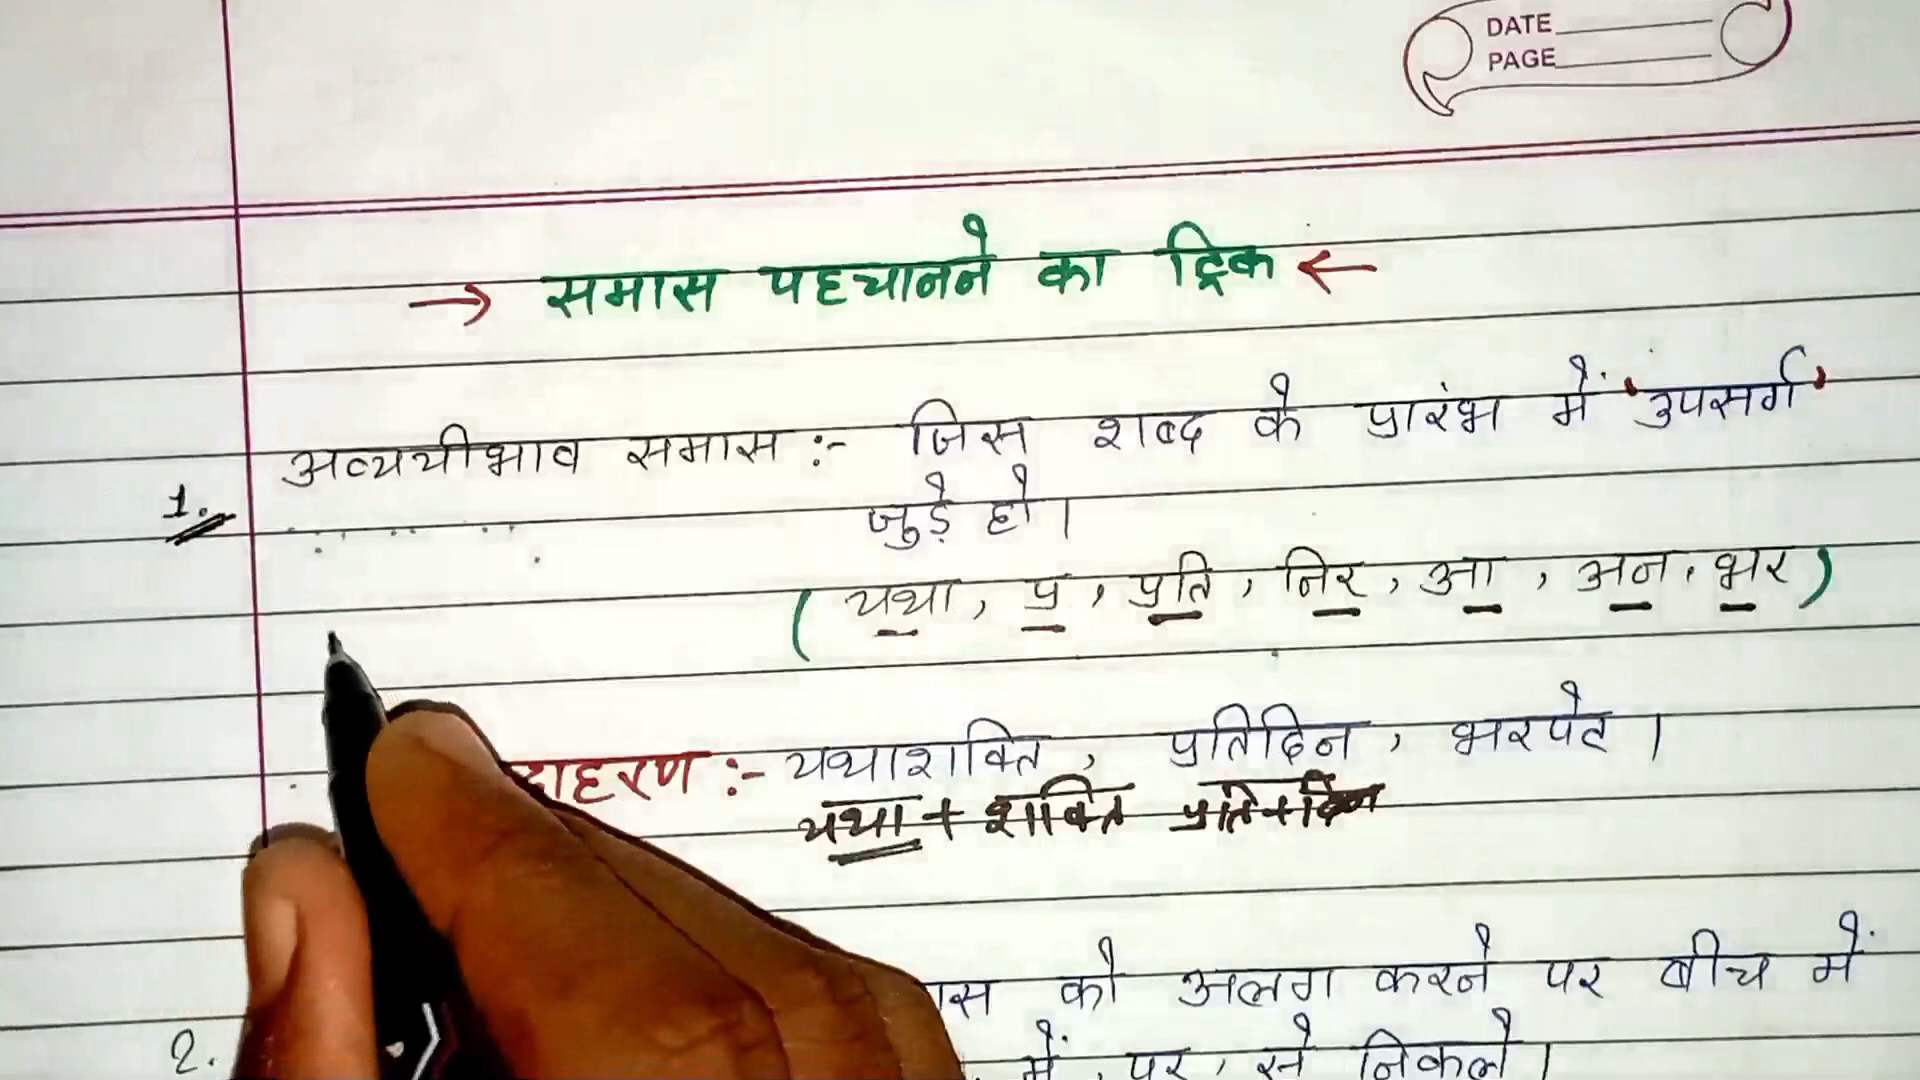 DATE
PAGE
→ समास पहचानने का ट्रिक ←
अव्ययीभाव समास :- जिस शब्द के प्रारंभ में 'उपसर्ग'
1.
जुड़े हो।
( यथा, प्र, प्रति, निर, आ, अन, भर )
दाहरण :- यथाशक्ति, प्रतिदिन, भरपेट।
यथा + शक्ति प्रति+दिन
को अलग करने पर बीच में
2. में, पर, से निकले।